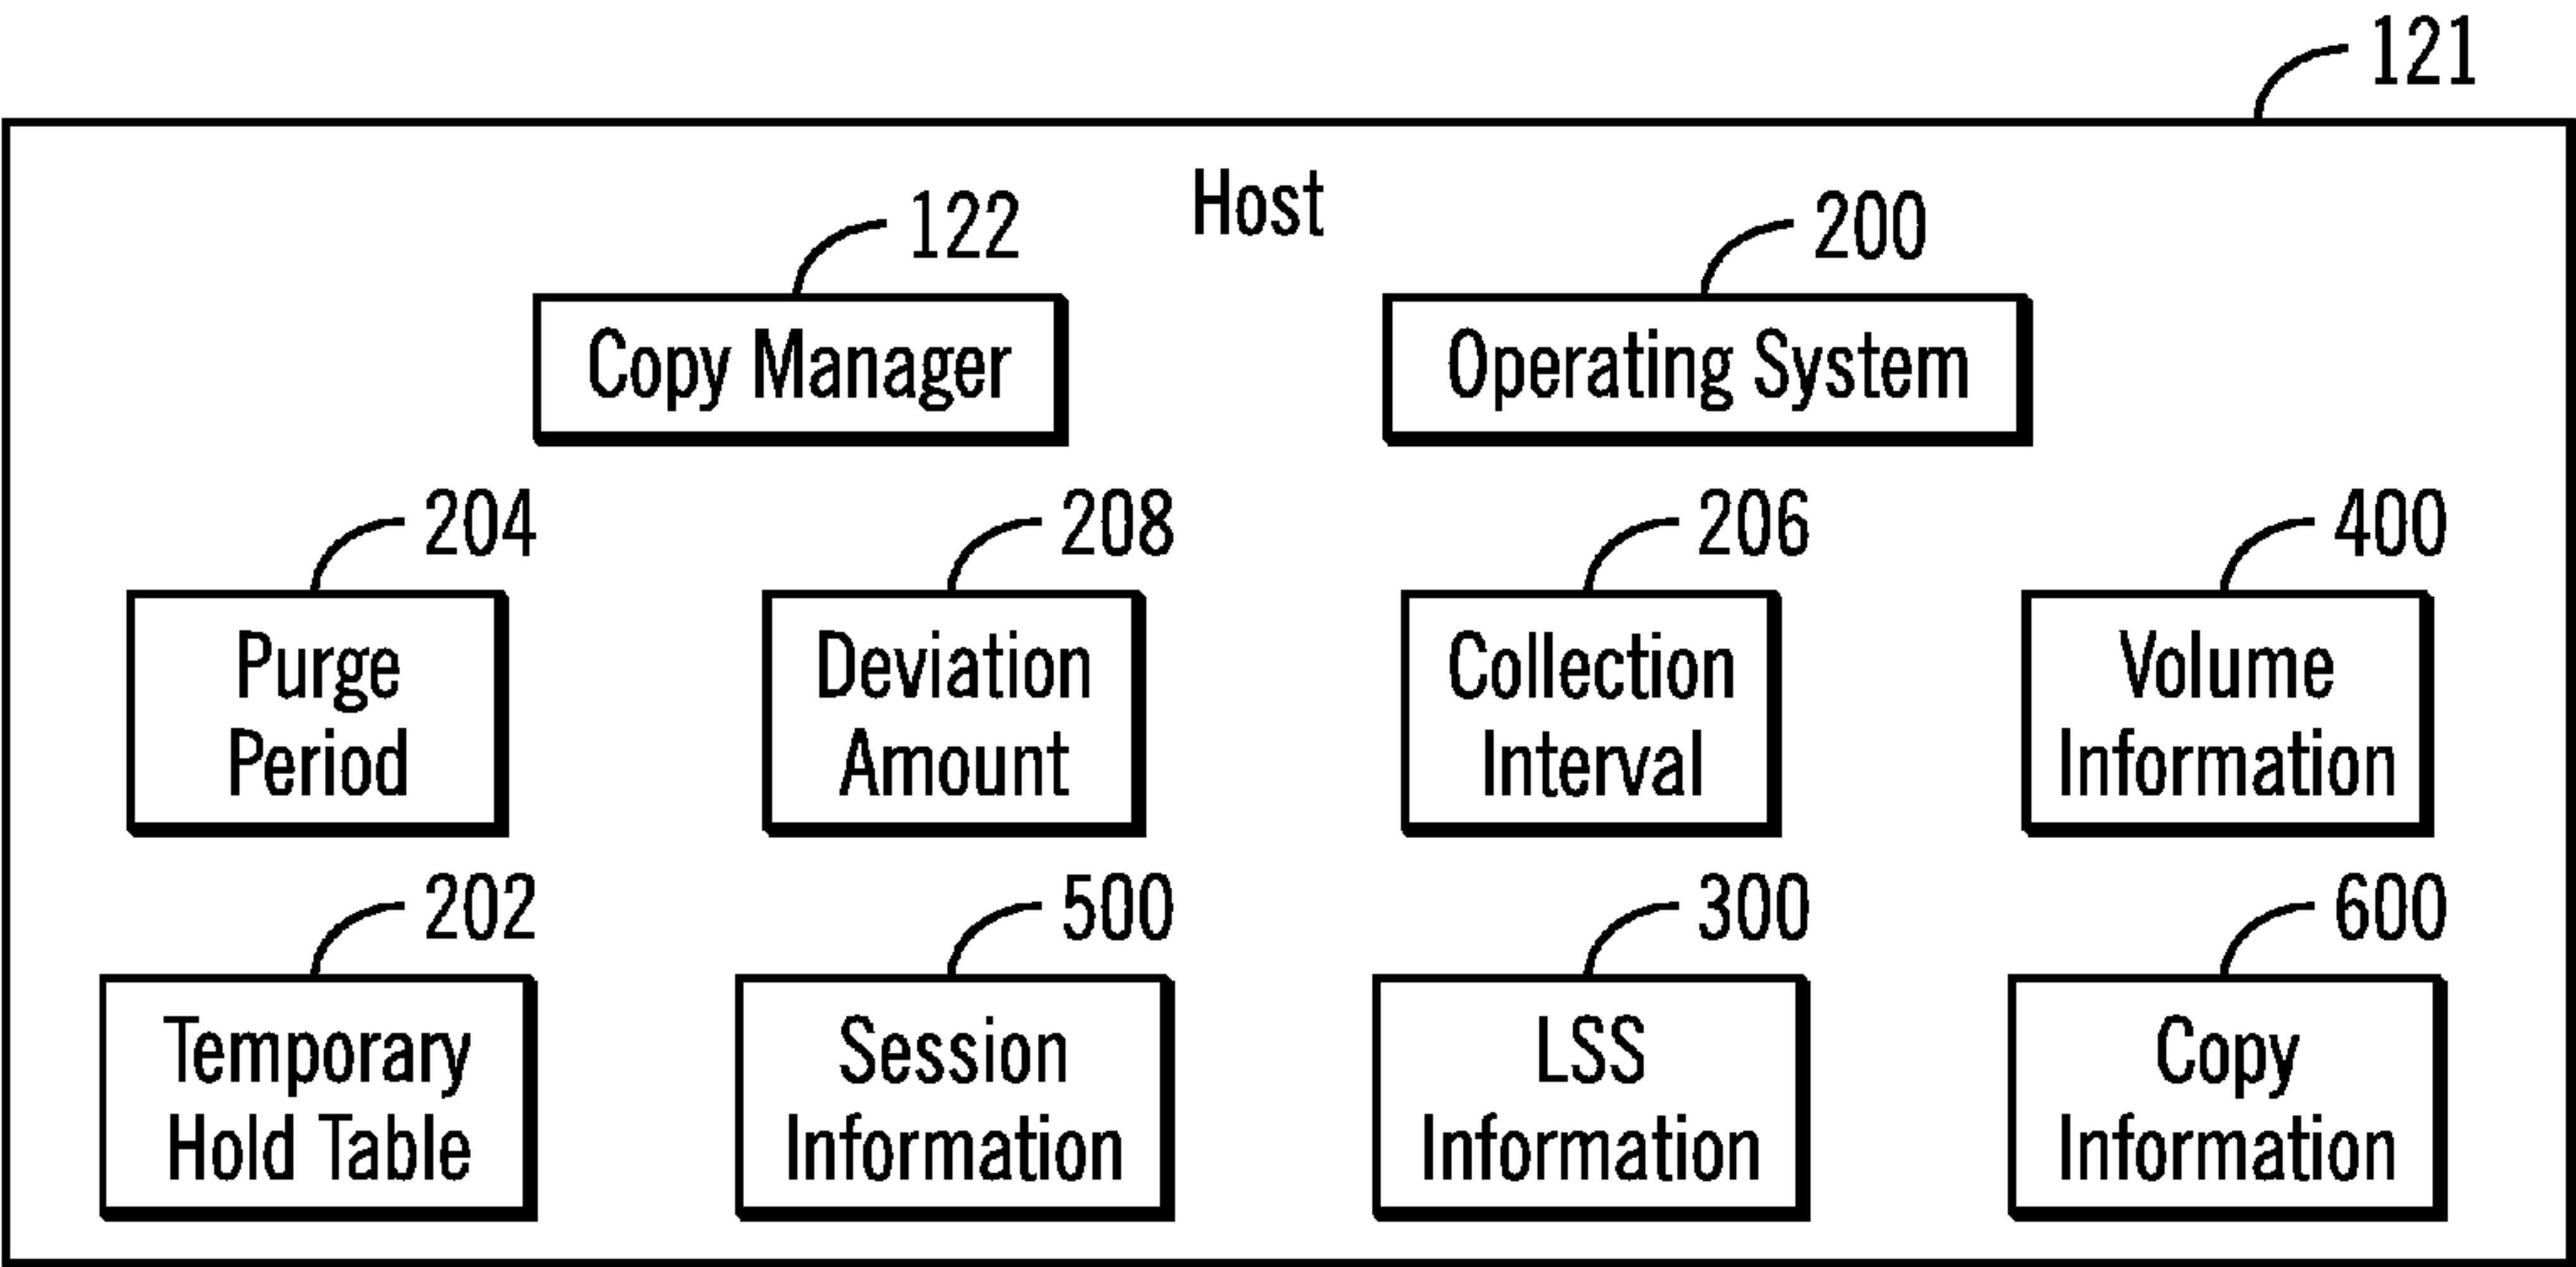 121
Host
122
200
Copy Manager
Operating System
204
208
206
400
Purge
Period
Deviation
Amount
Collection
Interval
Volume
Information
202
500
300
600
Temporary
Hold Table
Session
Information
LSS
Information
Copy
Information